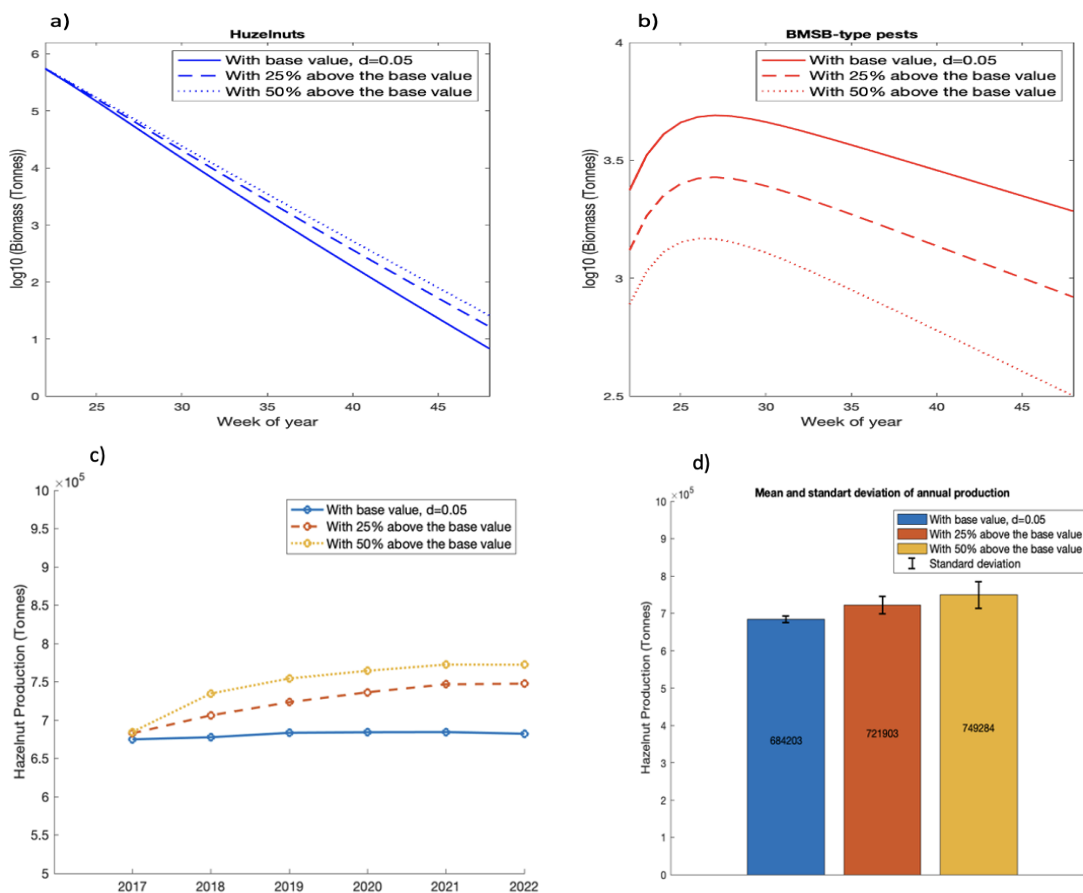 a)
Huzelnuts
With base value, d=0.05
With 25% above the base value
With 50% above the base value
6
5
4
3
2
1
0
log10 (Biomass (Tonnes))
25
30
35
40
45
Week of year
b)
BMSB-type pests
With base value, d=0.05
With 25% above the base value
With 50% above the base value
4
3.5
3
2.5
log10 (Biomass (Tonnes))
25
30
35
40
45
Week of year
c)
×10⁵
With base value, d=0.05
With 25% above the base value
With 50% above the base value
10
9.5
9
8.5
8
7.5
7
6.5
6
5.5
5
Hazelnut Production (Tonnes)
2017
2018
2019
2020
2021
2022
d)
Mean and standart deviation of annual production
×10⁵
With base value, d=0.05
With 25% above the base value
With 50% above the base value
Standard deviation
10
9
8
7
6
5
4
3
2
1
0
Hazelnut Production (Tonnes)
684203
721903
749284